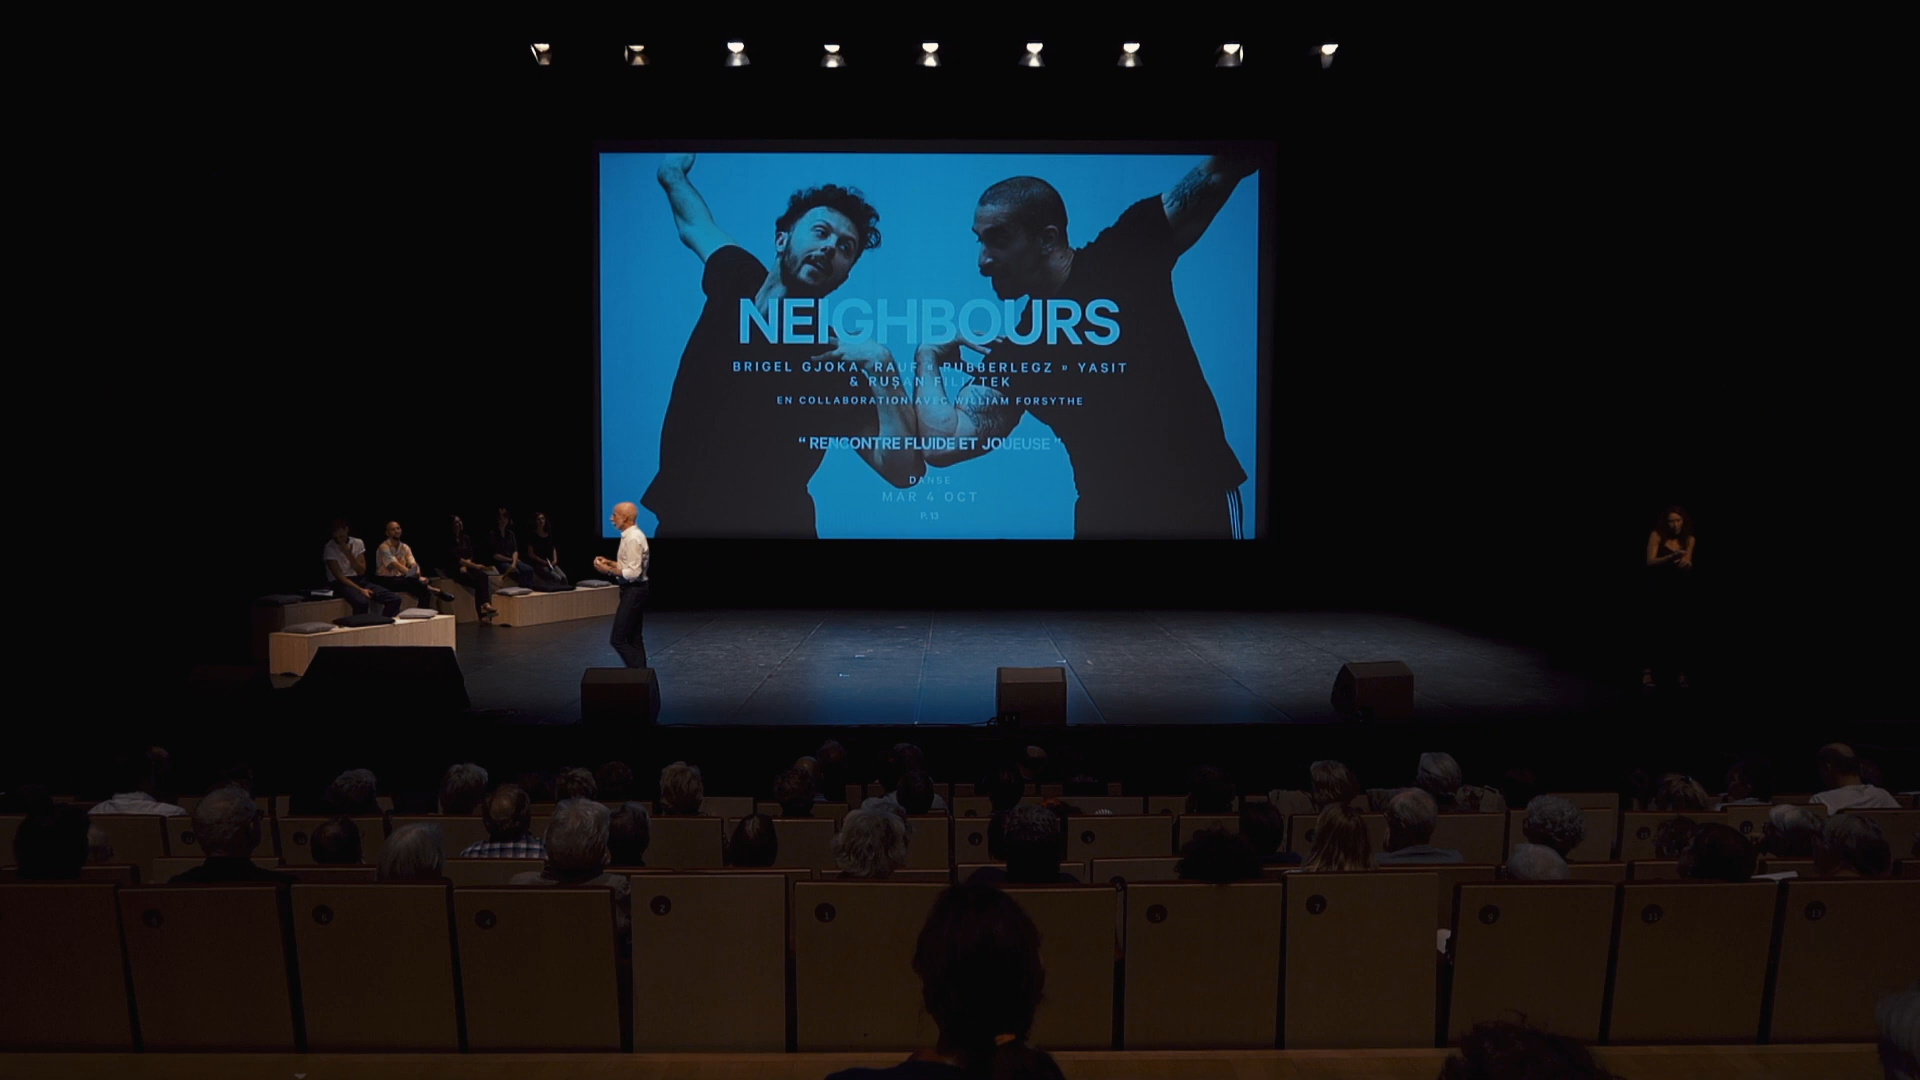 NEIGHBOURS
BRIGEL GJOKA, RAUF « RUBBERLEGZ » YASIT
& RUŞAN FILIZTEK
EN COLLABORATION AVEC WILLIAM FORSYTHE
“ RENCONTRE FLUIDE ET JOUEUSE ”
DANSE
MAR 4 OCT
P. 13